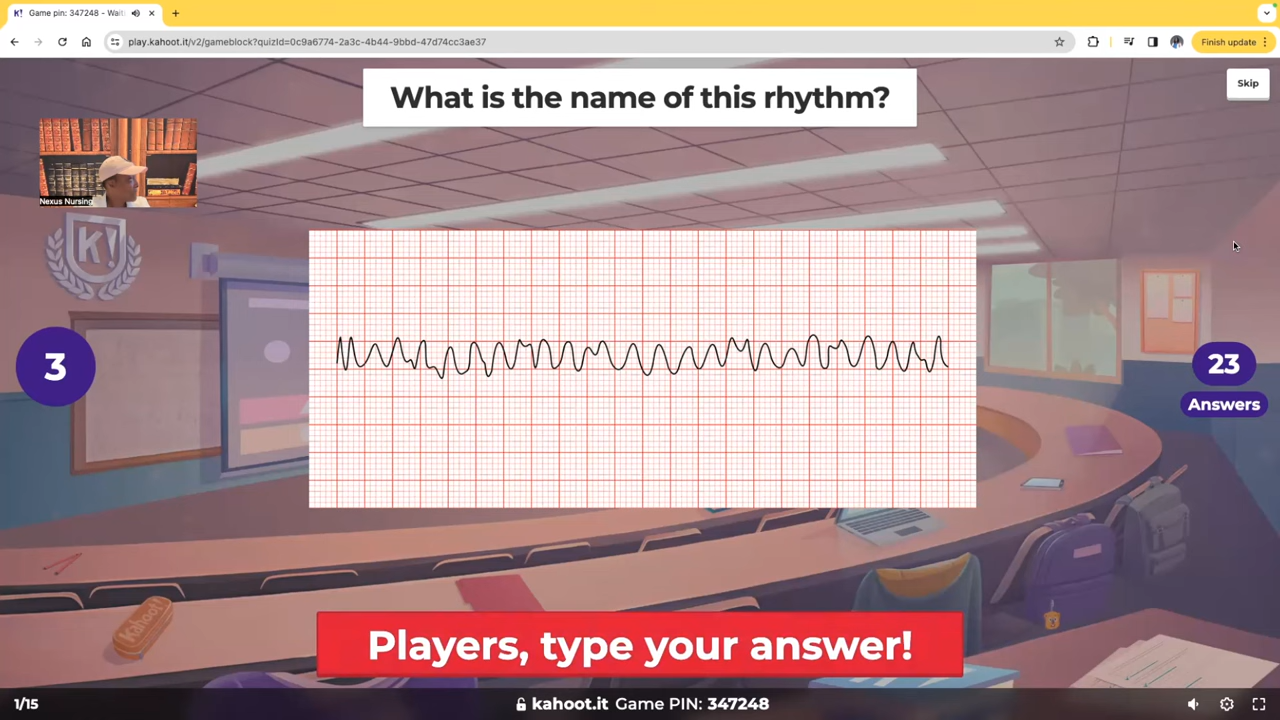 Game pin: 347248 - Waiti
play.kahoot.it/v2/gameblock?quizId=0c9a6774-2a3c-4b44-9bbd-47d74cc3ae37
Finish update
What is the name of this rhythm?
Skip
Nexus Nursing
K!
3
23
Answers
Kahoot!
Players, type your answer!
1/15
kahoot.it Game PIN: 347248